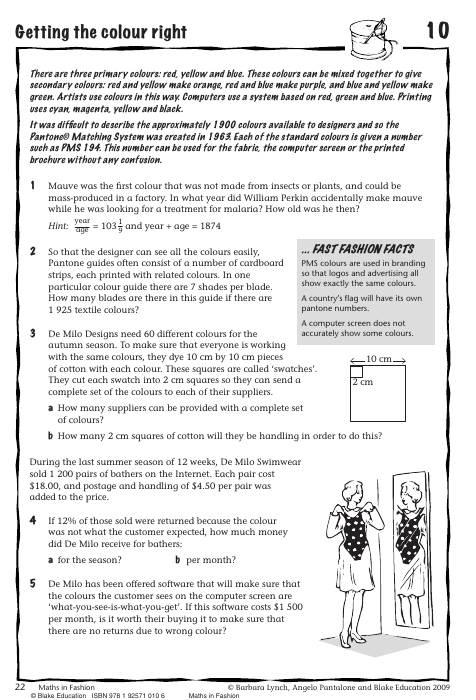 Getting the colour right
10
There are three primary colours: red, yellow and blue. These colours can be mixed together to give
secondary colours: red and yellow make orange, red and blue make purple, and blue and yellow make
green. Artists use colours in this way. Computers use a system based on red, green and blue. Printing
uses cyan, magenta, yellow and black.
It was difficult to describe the approximately 1900 colours available to designers and so the
Pantone® Matching System was created in 1963. Each of the standard colours is given a number
such as PMS 194. This number can be used for the fabric, the computer screen or the printed
brochure without any confusion.
1 Mauve was the first colour that was not made from insects or plants, and could be
mass-produced in a factory. In what year did William Perkin accidentally make mauve
while he was looking for a treatment for malaria? How old was he then?
Hint: year/age = 103 1/9 and year + age = 1874
2 So that the designer can see all the colours easily,
Pantone guides often consist of a number of cardboard
strips, each printed with related colours. In one
particular colour guide there are 7 shades per blade.
How many blades are there in this guide if there are
1 925 textile colours?
... FAST FASHION FACTS
PMS colours are used in branding
so that logos and advertising all
show exactly the same colours.
A country's flag will have its own
pantone numbers.
A computer screen does not
accurately show some colours.
3 De Milo Designs need 60 different colours for the
autumn season. To make sure that everyone is working
with the same colours, they dye 10 cm by 10 cm pieces
of cotton with each colour. These squares are called 'swatches'.
They cut each swatch into 2 cm squares so they can send a
complete set of the colours to each of their suppliers.
10 cm
2 cm
a How many suppliers can be provided with a complete set
of colours?
b How many 2 cm squares of cotton will they be handling in order to do this?
During the last summer season of 12 weeks, De Milo Swimwear
sold 1 200 pairs of bathers on the Internet. Each pair cost
$18.00, and postage and handling of $4.50 per pair was
added to the price.
4 If 12% of those sold were returned because the colour
was not what the customer expected, how much money
did De Milo receive for bathers:
a for the season? b per month?
5 De Milo has been offered software that will make sure that
the colours the customer sees on the computer screen are
'what-you-see-is-what-you-get'. If this software costs $1 500
per month, is it worth their buying it to make sure that
there are no returns due to wrong colour?
22 Maths in Fashion © Barbara Lynch, Angelo Pantalone and Blake Education 2009
© Blake Education ISBN 978 1 92571 010 6 Maths in Fashion